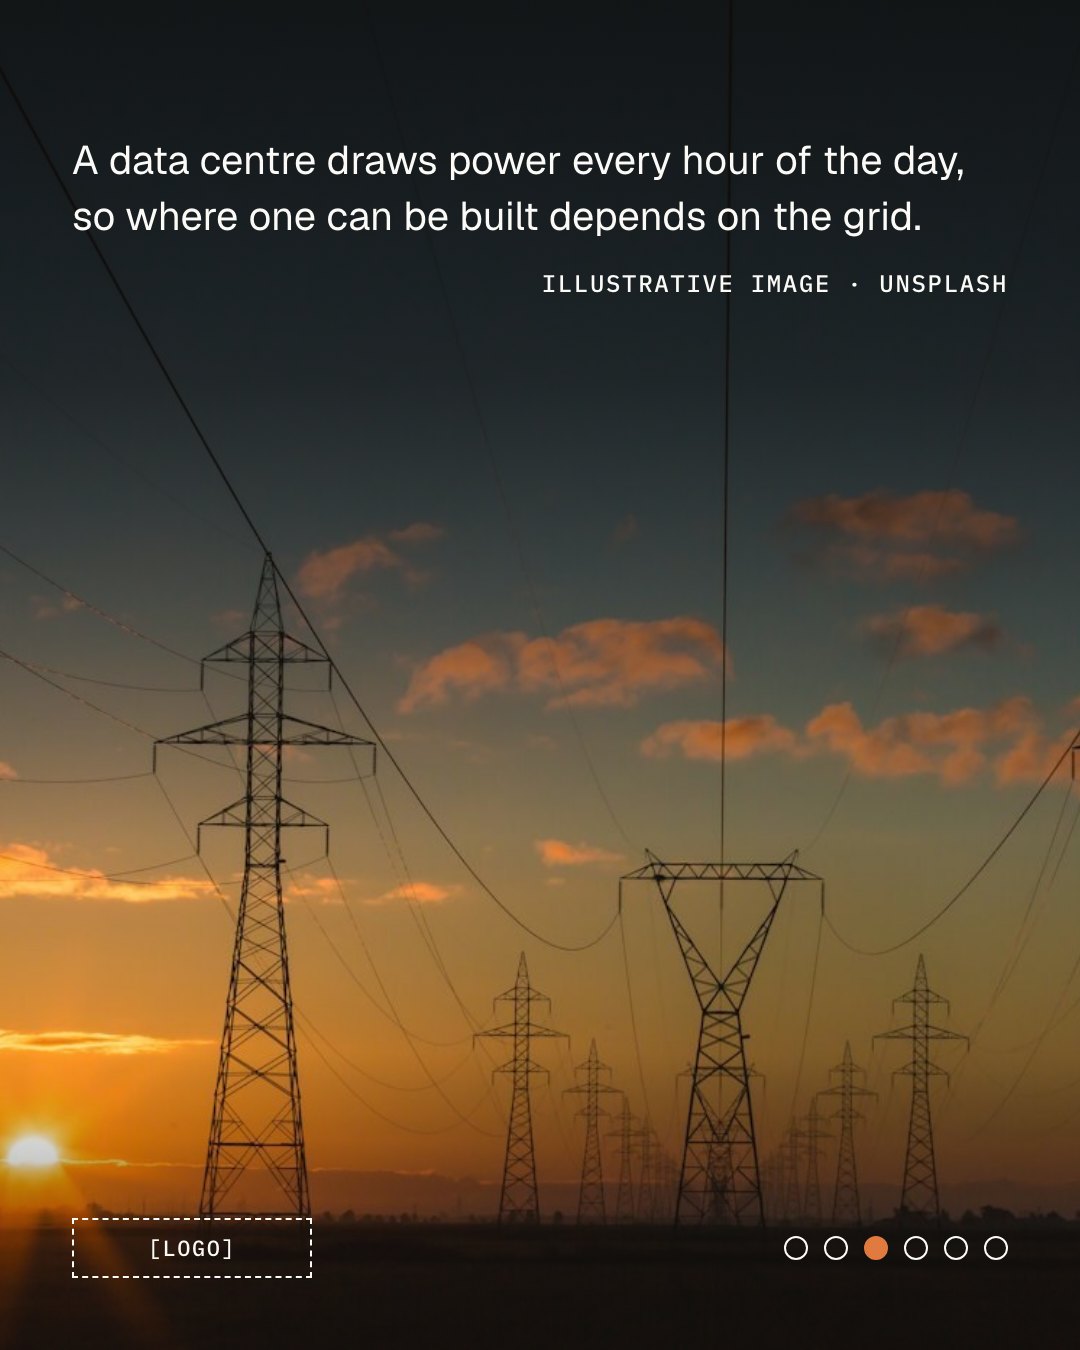 A data centre draws power every hour of the day,
so where one can be built depends on the grid.
ILLUSTRATIVE IMAGE · UNSPLASH
[LOGO]